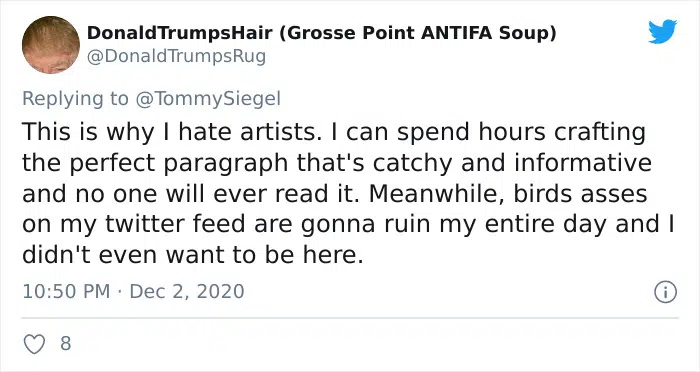 DonaldTrumpsHair (Grosse Point ANTIFA Soup)
@DonaldTrumpsRug
Replying to @TommySiegel
This is why I hate artists. I can spend hours crafting
the perfect paragraph that's catchy and informative
and no one will ever read it. Meanwhile, birds asses
on my twitter feed are gonna ruin my entire day and I
didn't even want to be here.
10:50 PM · Dec 2, 2020
8